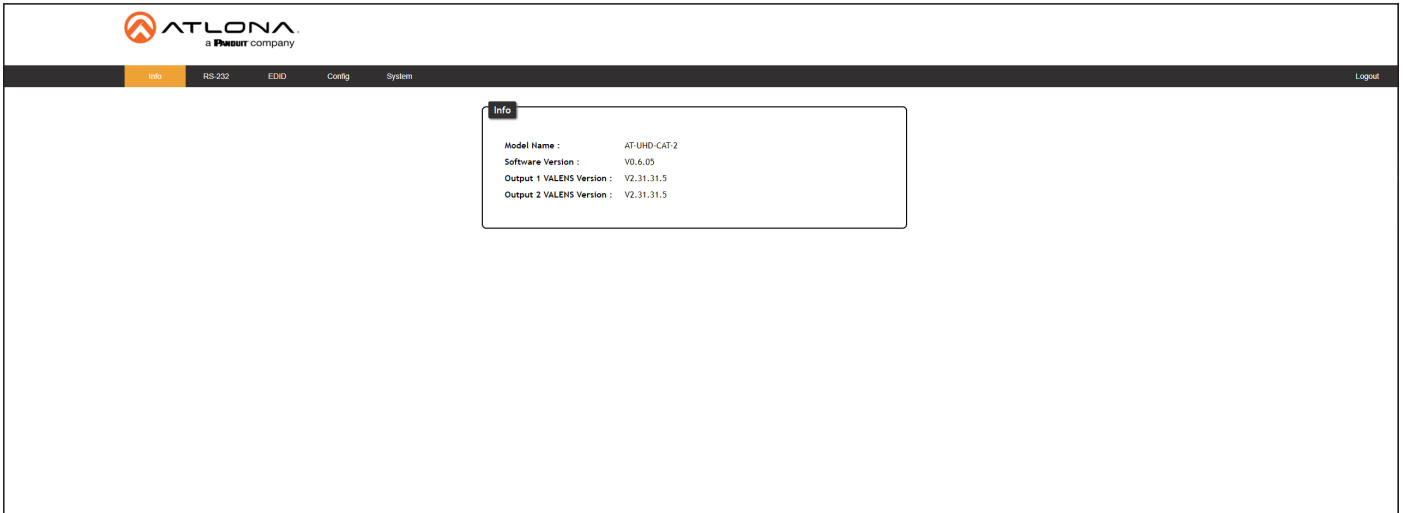 ATLONA.
a PANDUIT company
Info RS-232 EDID Config System Logout
Info
Model Name : AT-UHD-CAT-2
Software Version : V0.6.05
Output 1 VALENS Version : V2.31.31.5
Output 2 VALENS Version : V2.31.31.5